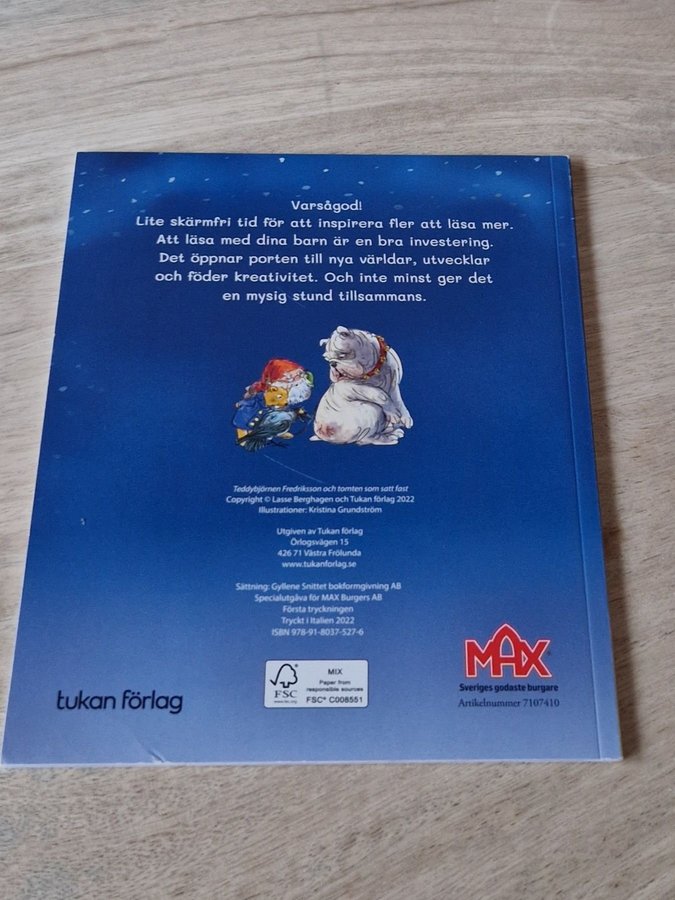 Varsågod!
Lite skärmfri tid för att inspirera fler att läsa mer.
Att läsa med dina barn är en bra investering.
Det öppnar porten till nya världar, utvecklar
och föder kreativitet. Och inte minst ger det
en mysig stund tillsammans.
Teddybjörnen Fredriksson och tomten som satt fast
Copyright © Lasse Berghagen och Tukan förlag 2022
Illustrationer: Kristina Grundström
Utgiven av Tukan förlag
Örlogsvägen 15
426 71 Västra Frölunda
www.tukanforlag.se
Sättning: Gyllene Snittet bokformgivning AB
Specialutgåva för MAX Burgers AB
Första tryckningen
Tryckt i Italien 2022
ISBN 978-91-8037-527-6
tukan förlag
FSC
www.fsc.org
MIX
Paper from
responsible sources
FSC® C008551
MAX®
Sveriges godaste burgare
Artikelnummer 7107410